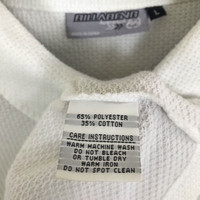 L
65% POLYESTER
35% COTTON
CARE INSTRUCTIONS
WARM MACHINE WASH
DO NOT BLEACH
OR TUMBLE DRY
WARM IRON
DO NOT SPOT CLEAN